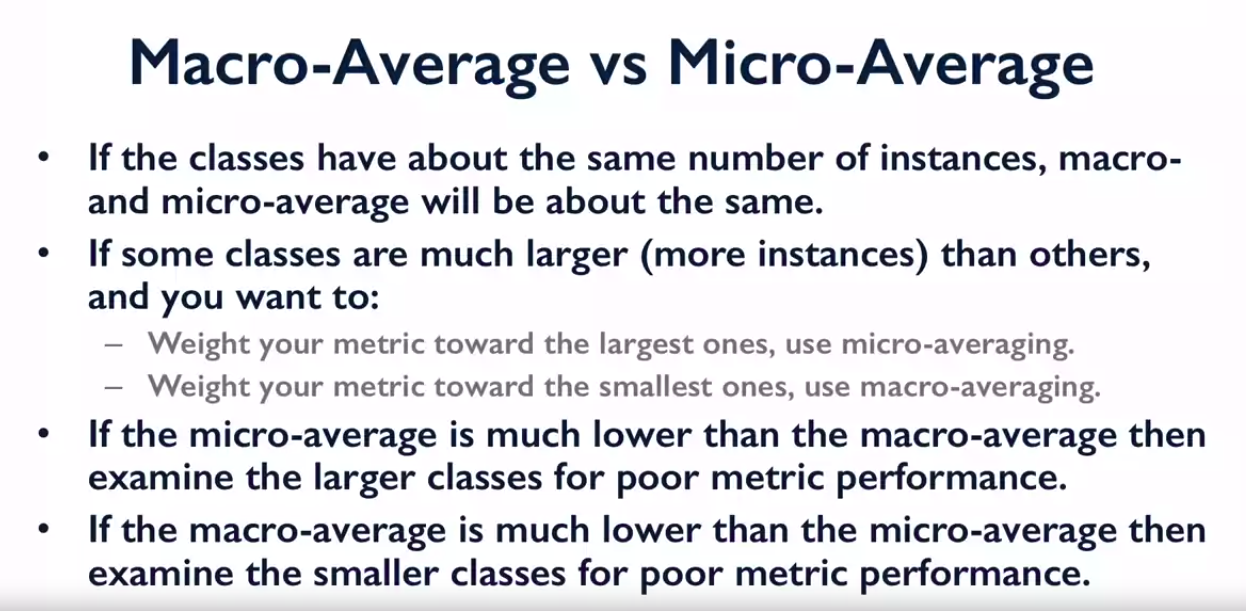 Macro-Average vs Micro-Average
• If the classes have about the same number of instances, macro-
and micro-average will be about the same.
• If some classes are much larger (more instances) than others,
and you want to:
– Weight your metric toward the largest ones, use micro-averaging.
– Weight your metric toward the smallest ones, use macro-averaging.
• If the micro-average is much lower than the macro-average then
examine the larger classes for poor metric performance.
• If the macro-average is much lower than the micro-average then
examine the smaller classes for poor metric performance.